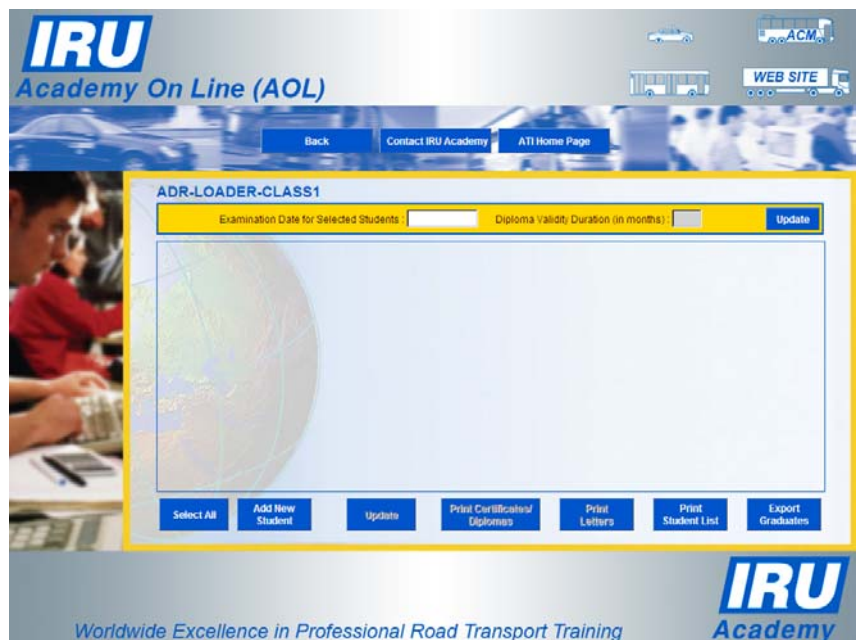 IRU
Academy On Line (AOL)
ACM
WEB SITE
Back
Contact IRU Academy
ATI Home Page
ADR-LOADER-CLASS1
Examination Date for Selected Students :
Diploma Validity Duration (in months) :
Update
Select All
Add New
Student
Update
Print Certificates/
Diplomas
Print
Letters
Print
Student List
Export
Graduates
Worldwide Excellence in Professional Road Transport Training
IRU
Academy